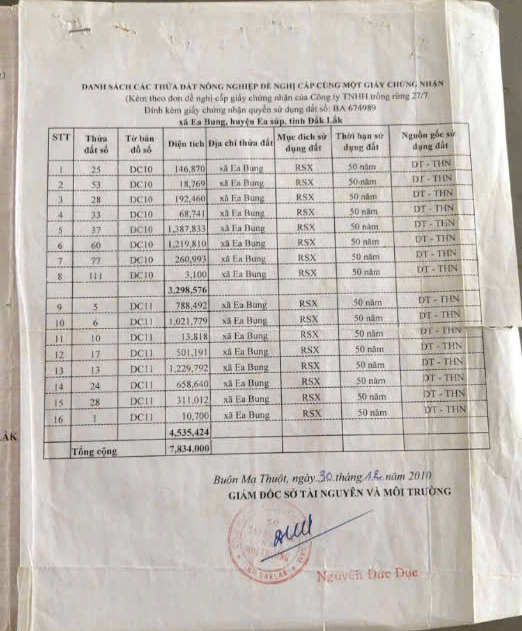 DANH SÁCH CÁC THỬA ĐẤT NÔNG NGHIỆP ĐỀ NGHỊ CẤP CÙNG MỘT GIẤY CHỨNG NHẬN
(Kèm theo đơn đề nghị cấp giấy chứng nhận của Công ty TNHH trồng rừng 27/7
Đính kèm giấy chứng nhận quyền sử dụng đất số: BA 674989
xã Ea Bung, huyện Ea súp, tỉnh Đắk Lắk
STT Thửa đất số Tờ bản đồ số Diện tích Địa chỉ thửa đất Mục đích sử dụng đất Thời hạn sử dụng đất Nguồn gốc sử dụng đất
1 25 DC10 146,870 xã Ea Bung RSX 50 năm DT - THN
2 53 DC10 18,769 xã Ea Bung RSX 50 năm DT - THN
3 28 DC10 192,460 xã Ea Bung RSX 50 năm DT - THN
4 33 DC10 68,741 xã Ea Bung RSX 50 năm DT - THN
5 37 DC10 1,387,833 xã Ea Bung RSX 50 năm DT - THN
6 60 DC10 1,219,810 xã Ea Bung RSX 50 năm DT - THN
7 77 DC10 260,993 xã Ea Bung RSX 50 năm DT - THN
8 111 DC10 3,100 xã Ea Bung RSX 50 năm DT - THN
3,298,576
9 5 DC11 788,492 xã Ea Bung RSX 50 năm DT - THN
10 6 DC11 1,021,779 xã Ea Bung RSX 50 năm DT - THN
11 10 DC11 13,818 xã Ea Bung RSX 50 năm DT - THN
12 17 DC11 501,191 xã Ea Bung RSX 50 năm DT - THN
13 13 DC11 1,229,792 xã Ea Bung RSX 50 năm DT - THN
14 24 DC11 658,640 xã Ea Bung RSX 50 năm DT - THN
15 28 DC11 311,012 xã Ea Bung RSX 50 năm DT - THN
16 1 DC11 10,700 xã Ea Bung RSX 50 năm DT - THN
4,535,424
Tổng cộng 7,834,000
Buôn Ma Thuột, ngày 30 tháng 12 năm 2010
GIÁM ĐỐC SỞ TÀI NGUYÊN VÀ MÔI TRƯỜNG
Nguyễn Đức Dục